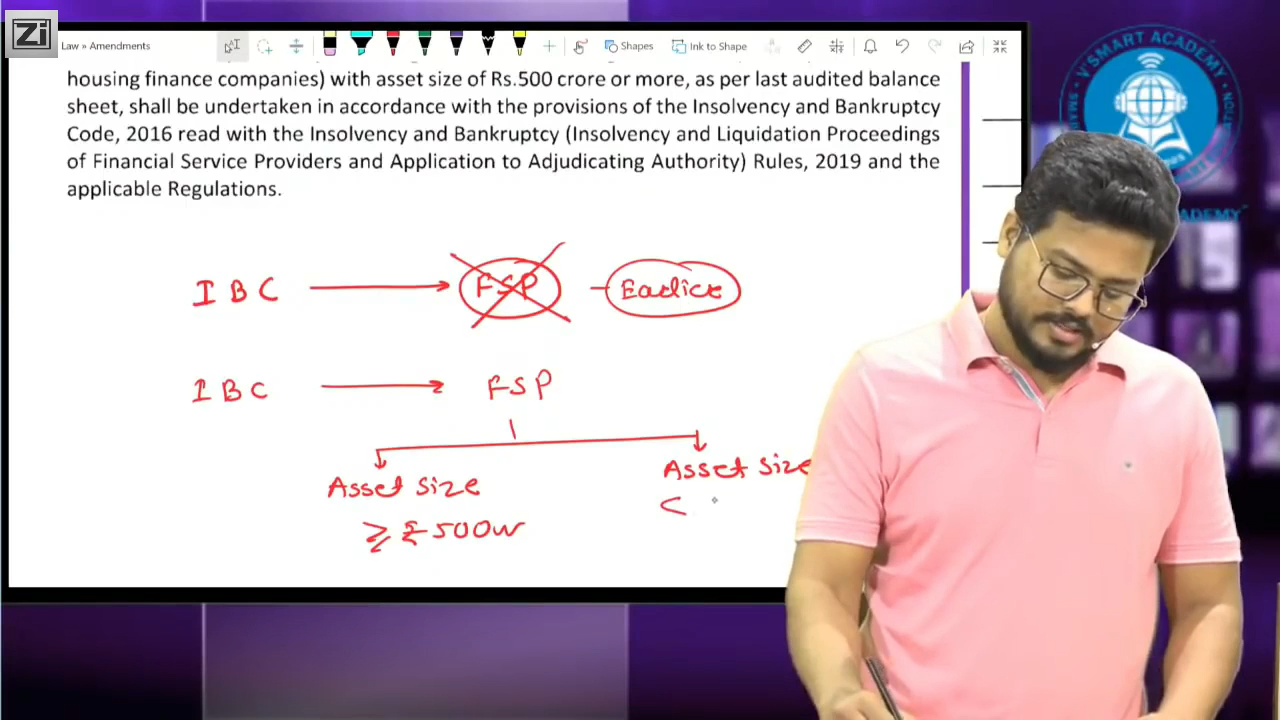 Zi
Law » Amendments
Shapes
Ink to Shape
V'SMART ACADEMY
housing finance companies) with asset size of Rs.500 crore or more, as per last audited balance
sheet, shall be undertaken in accordance with the provisions of the Insolvency and Bankruptcy
Code, 2016 read with the Insolvency and Bankruptcy (Insolvency and Liquidation Proceedings
of Financial Service Providers and Application to Adjudicating Authority) Rules, 2019 and the
applicable Regulations.
ADEMY
IBC FSP - Earlier
IBC FSP
Asset Size
Asset Size
<
≥ ₹500cr